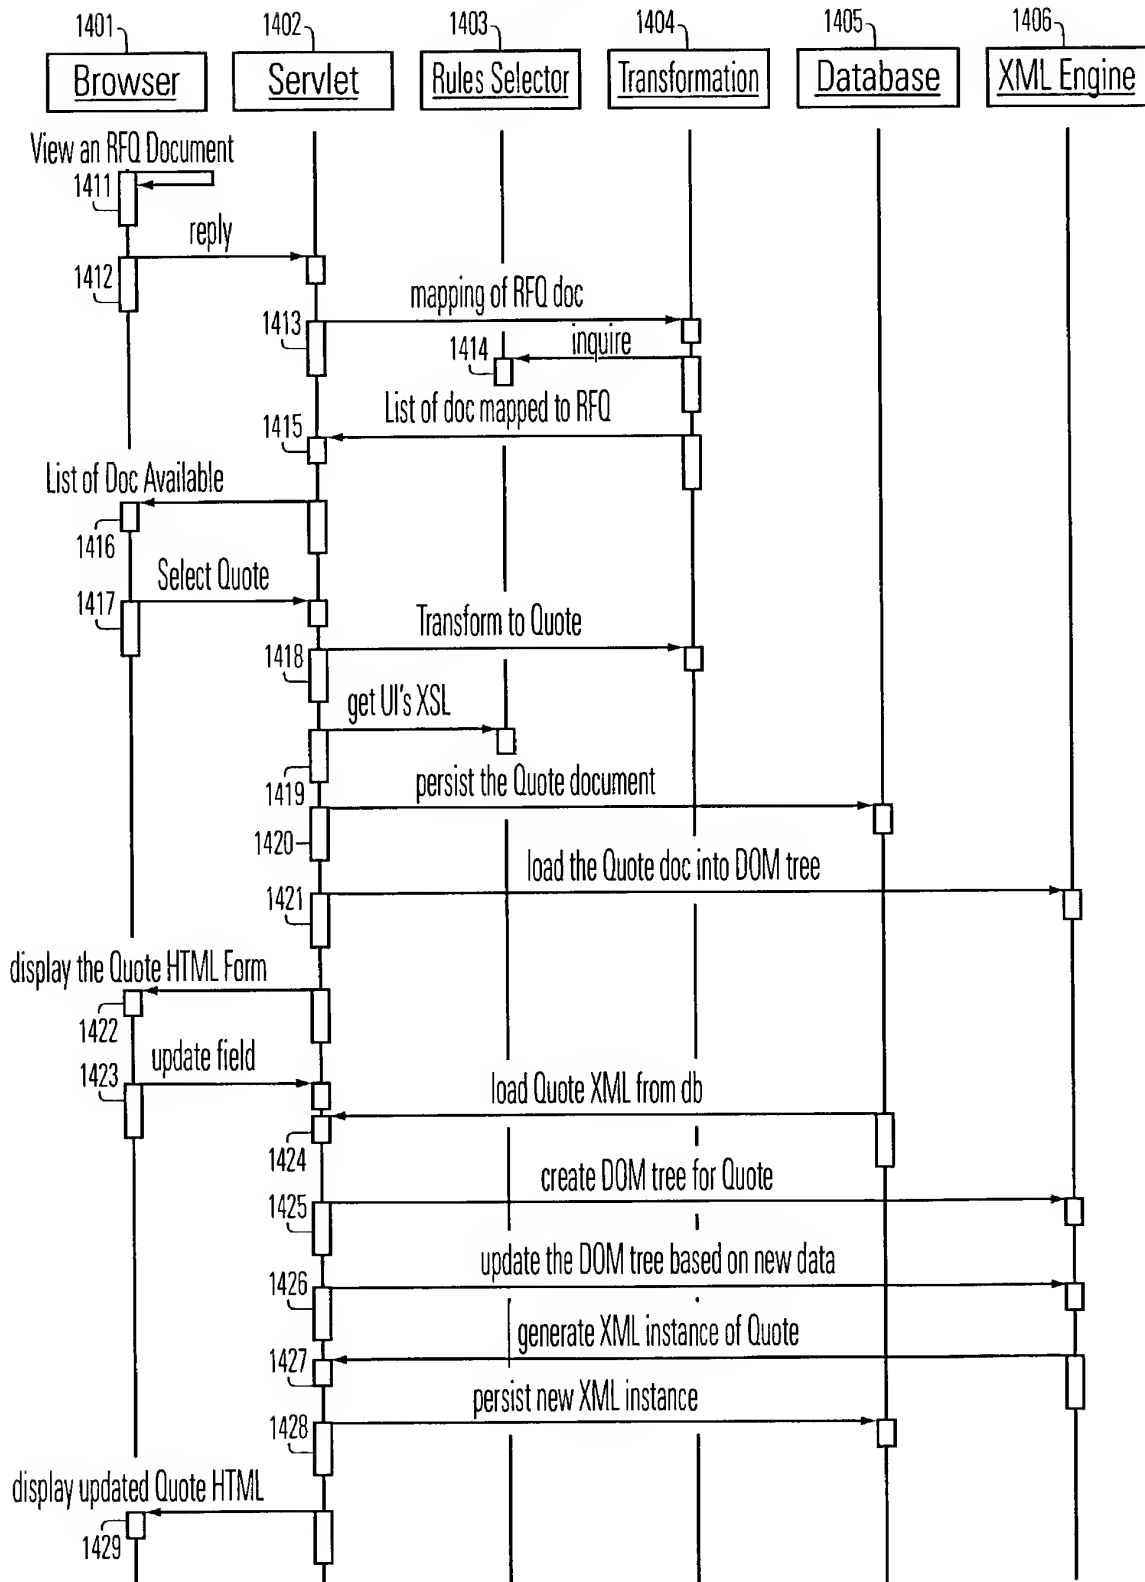 1401 1402 1403 1404 1405 1406
Browser Servlet Rules Selector Transformation Database XML Engine
View an RFQ Document
1411
reply
1412
mapping of RFQ doc
1413
inquire
1414
List of doc mapped to RFQ
1415
List of Doc Available
1416
Select Quote
1417
Transform to Quote
1418
get UI's XSL
1419
persist the Quote document
1420
load the Quote doc into DOM tree
1421
display the Quote HTML Form
1422
update field
1423
load Quote XML from db
1424
create DOM tree for Quote
1425
update the DOM tree based on new data
1426
generate XML instance of Quote
1427
persist new XML instance
1428
display updated Quote HTML
1429